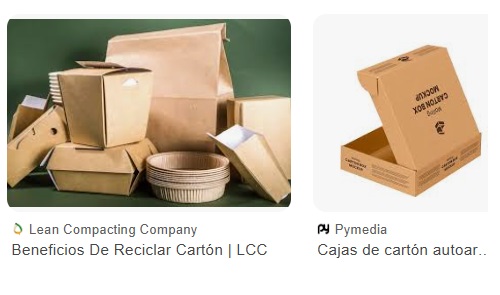 CARTON BOX
MOCKUP
Lean Compacting Company
Beneficios De Reciclar Cartón | LCC
Pymedia
Cajas de cartón autoar...